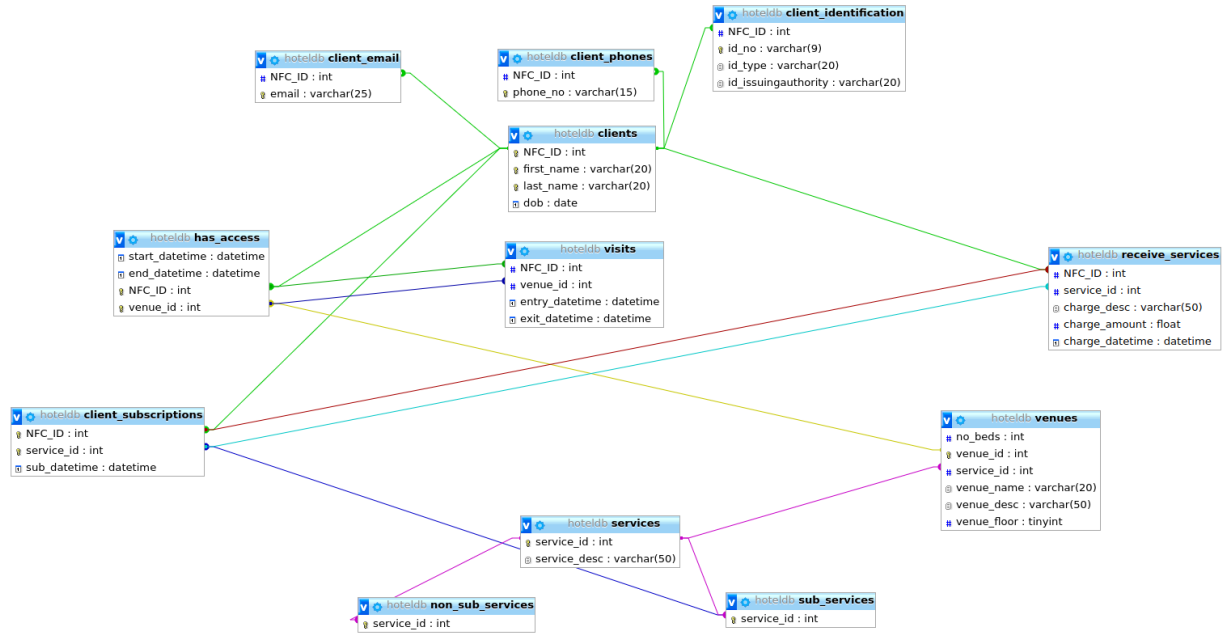 hoteldb client_identification
NFC_ID : int
id_no : varchar(9)
id_type : varchar(20)
id_issuingauthority : varchar(20)
hoteldb client_email
NFC_ID : int
email : varchar(25)
hoteldb client_phones
NFC_ID : int
phone_no : varchar(15)
hoteldb clients
NFC_ID : int
first_name : varchar(20)
last_name : varchar(20)
dob : date
hoteldb has_access
start_datetime : datetime
end_datetime : datetime
NFC_ID : int
venue_id : int
hoteldb visits
NFC_ID : int
venue_id : int
entry_datetime : datetime
exit_datetime : datetime
hoteldb receive_services
NFC_ID : int
service_id : int
charge_desc : varchar(50)
charge_amount : float
charge_datetime : datetime
hoteldb client_subscriptions
NFC_ID : int
service_id : int
sub_datetime : datetime
hoteldb venues
no_beds : int
venue_id : int
service_id : int
venue_name : varchar(20)
venue_desc : varchar(50)
venue_floor : tinyint
hoteldb services
service_id : int
service_desc : varchar(50)
hoteldb non_sub_services
service_id : int
hoteldb sub_services
service_id : int